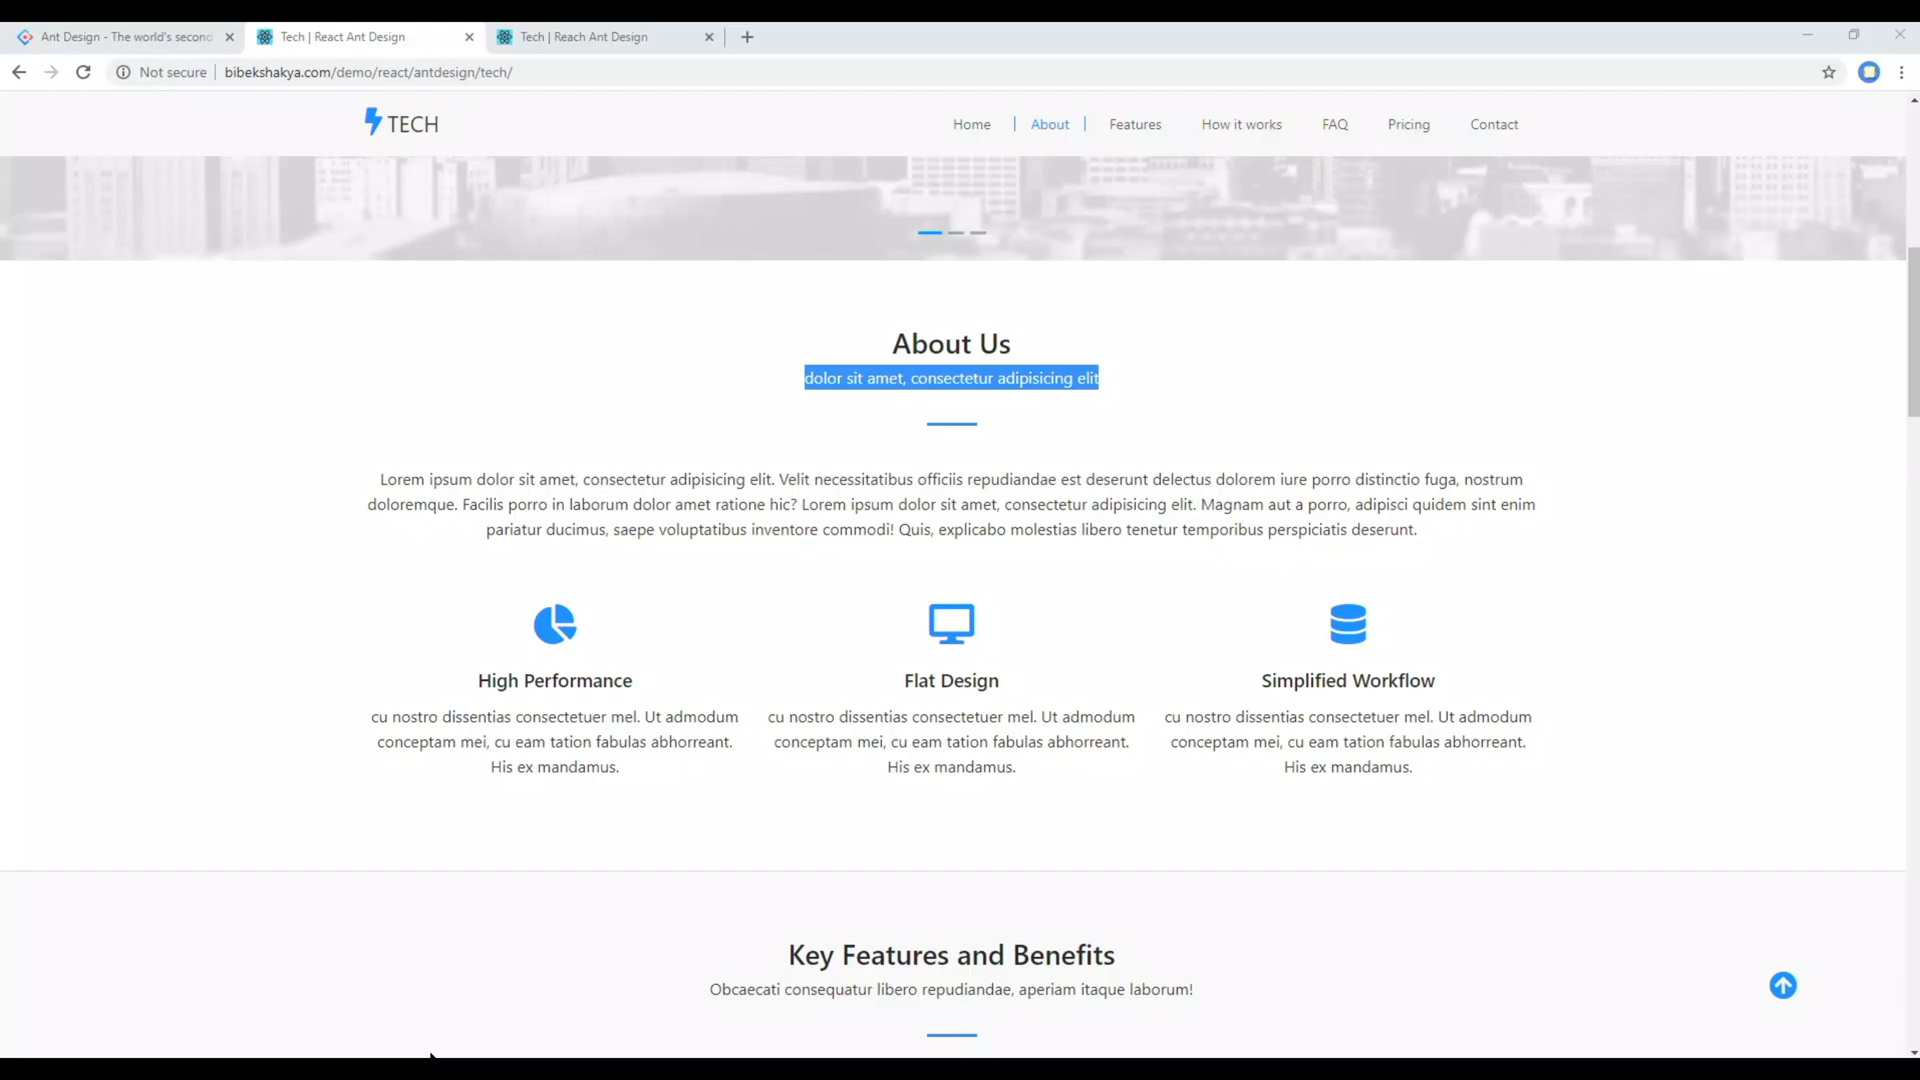 Ant Design - The world's second
Tech | React Ant Design
Tech | Reach Ant Design
Not secure
bibekshakya.com/demo/react/antdesign/tech/
TECH
Home
About
Features
How it works
FAQ
Pricing
Contact
About Us
dolor sit amet, consectetur adipisicing elit
Lorem ipsum dolor sit amet, consectetur adipisicing elit. Velit necessitatibus officiis repudiandae est deserunt delectus dolorem iure porro distinctio fuga, nostrum
doloremque. Facilis porro in laborum dolor amet ratione hic? Lorem ipsum dolor sit amet, consectetur adipisicing elit. Magnam aut a porro, adipisci quidem sint enim
pariatur ducimus, saepe voluptatibus inventore commodi! Quis, explicabo molestias libero tenetur temporibus perspiciatis deserunt.
High Performance
cu nostro dissentias consectetuer mel. Ut admodum
conceptam mei, cu eam tation fabulas abhorreant.
His ex mandamus.
Flat Design
cu nostro dissentias consectetuer mel. Ut admodum
conceptam mei, cu eam tation fabulas abhorreant.
His ex mandamus.
Simplified Workflow
cu nostro dissentias consectetuer mel. Ut admodum
conceptam mei, cu eam tation fabulas abhorreant.
His ex mandamus.
Key Features and Benefits
Obcaecati consequatur libero repudiandae, aperiam itaque laborum!